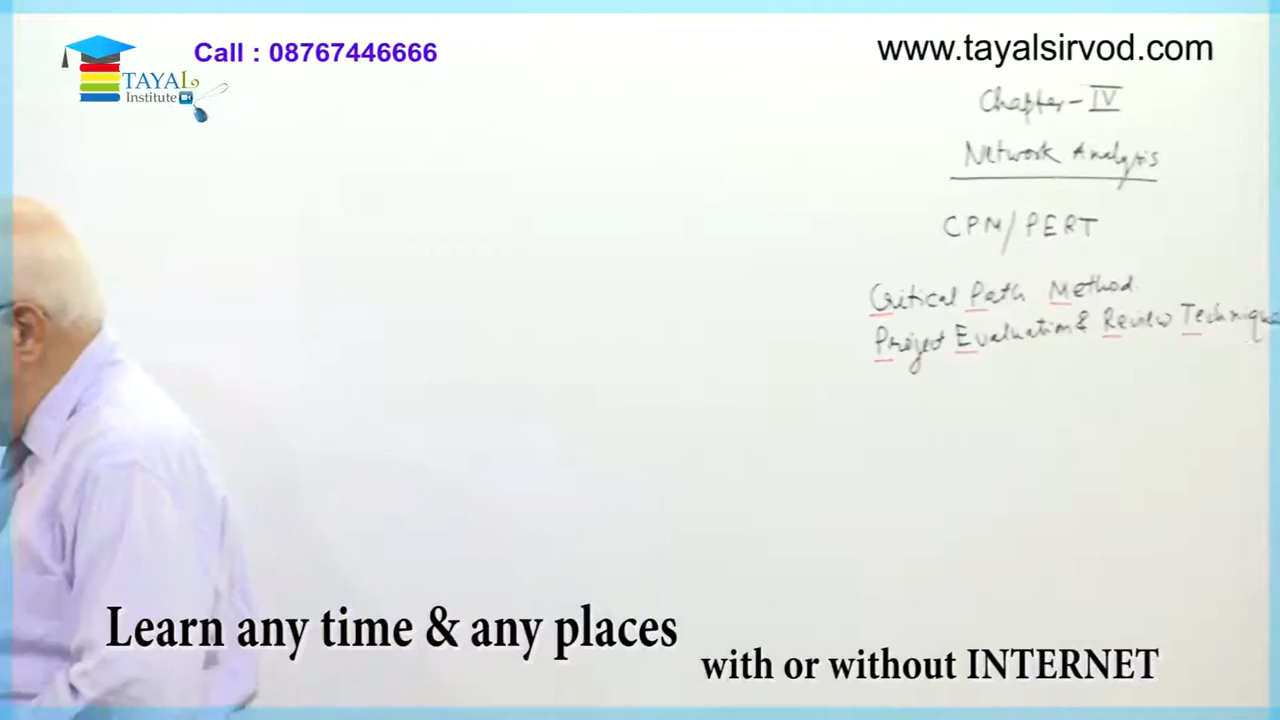 Call : 08767446666
www.tayalsirvod.com
TAYAL
Institute
Chapter-IV
Network Analysis
CPM/PERT
Critical Path Method
Project Evaluation & Review Technique
Learn any time & any places
with or without INTERNET